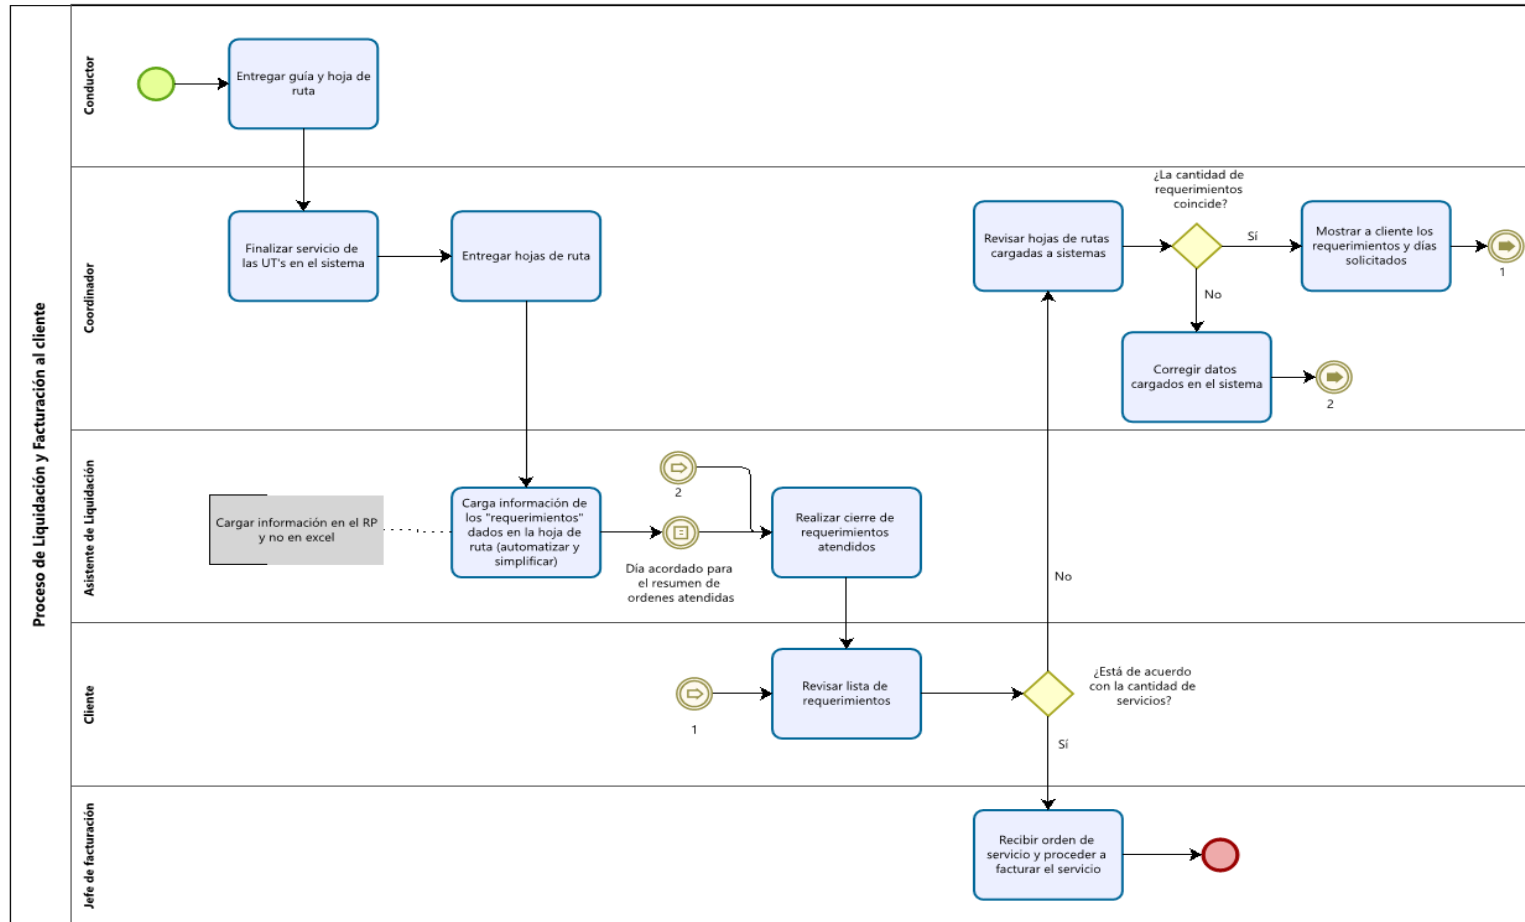 Proceso de Liquidación y Facturación al cliente
Conductor
Entregar guía y hoja de
ruta
Coordinador
Finalizar servicio de
las UT's en el sistema
Entregar hojas de ruta
Revisar hojas de rutas
cargadas a sistemas
¿La cantidad de
requerimientos
coincide?
Sí
No
Mostrar a cliente los
requerimientos y días
solicitados
1
Corregir datos
cargados en el sistema
2
Asistente de Liquidación
Cargar información en el RP
y no en excel
Carga información de
los "requerimientos"
dados en la hoja de
ruta (automatizar y
simplificar)
2
Día acordado para
el resumen de
ordenes atendidas
Realizar cierre de
requerimientos
atendidos
No
Cliente
1
Revisar lista de
requerimientos
¿Está de acuerdo
con la cantidad de
servicios?
Sí
Jefe de facturación
Recibir orden de
servicio y proceder a
facturar el servicio